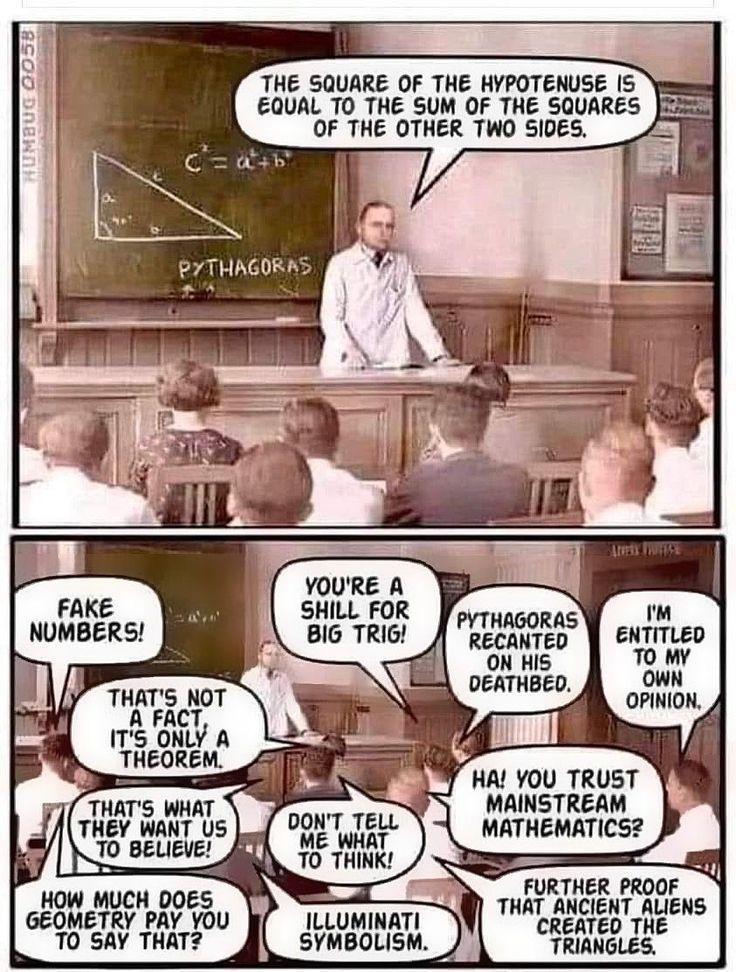 HUMBUG 0058
THE SQUARE OF THE HYPOTENUSE IS
EQUAL TO THE SUM OF THE SQUARES
OF THE OTHER TWO SIDES.
C² = a²+b²
c
a
90°
b
PYTHAGORAS
FAKE
NUMBERS!
YOU'RE A
SHILL FOR
BIG TRIG!
PYTHAGORAS
RECANTED
ON HIS
DEATHBED.
I'M
ENTITLED
TO MY
OWN
OPINION.
THAT'S NOT
A FACT,
IT'S ONLY A
THEOREM.
HA! YOU TRUST
MAINSTREAM
MATHEMATICS?
THAT'S WHAT
THEY WANT US
TO BELIEVE!
DON'T TELL
ME WHAT
TO THINK!
HOW MUCH DOES
GEOMETRY PAY YOU
TO SAY THAT?
ILLUMINATI
SYMBOLISM.
FURTHER PROOF
THAT ANCIENT ALIENS
CREATED THE
TRIANGLES.